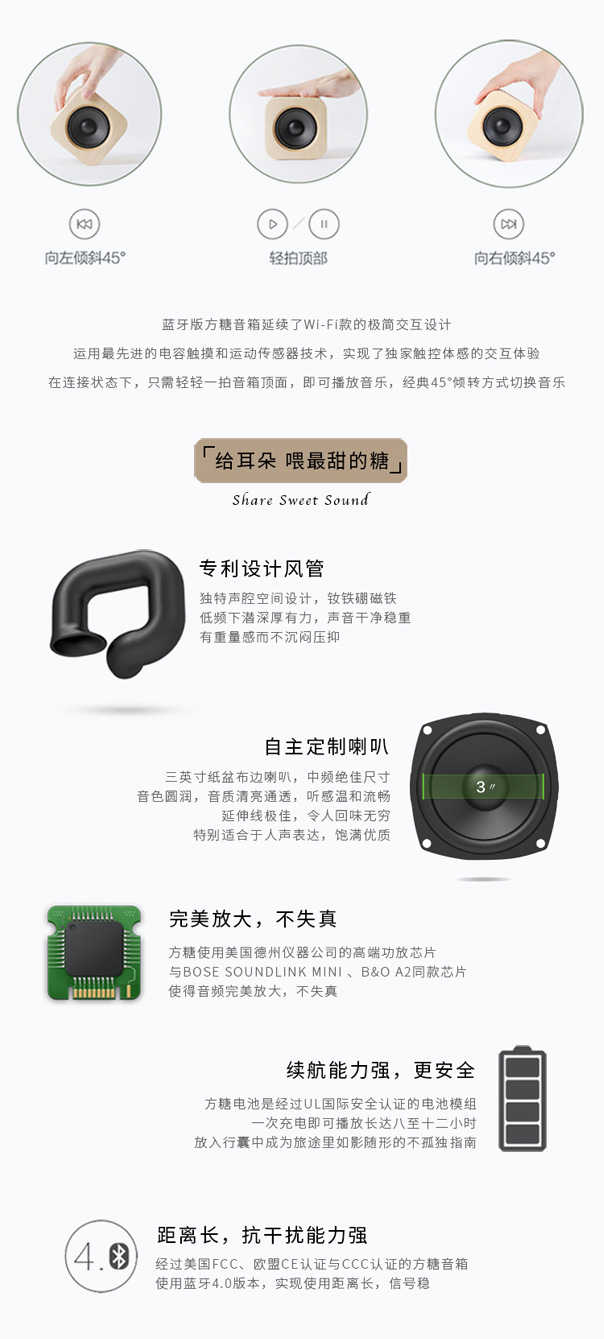 向左倾斜45°
轻拍顶部
向右倾斜45°
蓝牙版方糖音箱延续了Wi-Fi款的极简交互设计
运用最先进的电容触摸和运动传感器技术，实现了独家触控体感的交互体验
在连接状态下，只需轻轻一拍音箱顶面，即可播放音乐，经典45°倾转方式切换音乐
给耳朵 喂最甜的糖
Share Sweet Sound
专利设计风管
独特声腔空间设计，钕铁硼磁铁
低频下潜深厚有力，声音干净稳重
有重量感而不沉闷压抑
自主定制喇叭
三英寸纸盆布边喇叭，中频绝佳尺寸
音色圆润，音质清亮通透，听感温和流畅
延伸线极佳，令人回味无穷
特别适合于人声表达，饱满优质
3〃
完美放大，不失真
方糖使用美国德州仪器公司的高端功放芯片
与BOSE SOUNDLINK MINI 、B&O A2同款芯片
使得音频完美放大，不失真
续航能力强，更安全
方糖电池是经过UL国际安全认证的电池模组
一次充电即可播放长达八至十二小时
放入行囊中成为旅途里如影随形的不孤独指南
4.
距离长，抗干扰能力强
经过美国FCC、欧盟CE认证与CCC认证的方糖音箱
使用蓝牙4.0版本，实现使用距离长，信号稳